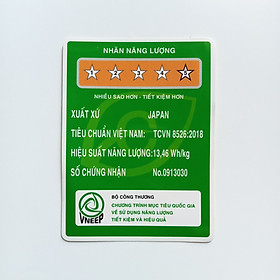 NHÃN NĂNG LƯỢNG
1 2 3 4 5
NHIỀU SAO HƠN - TIẾT KIỆM HƠN
XUẤT XỨ JAPAN
TIÊU CHUẨN VIỆT NAM: TCVN 8526:2018
HIỆU SUẤT NĂNG LƯỢNG:13,46 Wh/kg
SỐ CHỨNG NHẬN No.0913030
VNEEP
BỘ CÔNG THƯƠNG
CHƯƠNG TRÌNH MỤC TIÊU QUỐC GIA
VỀ SỬ DỤNG NĂNG LƯỢNG
TIẾT KIỆM VÀ HIỆU QUẢ